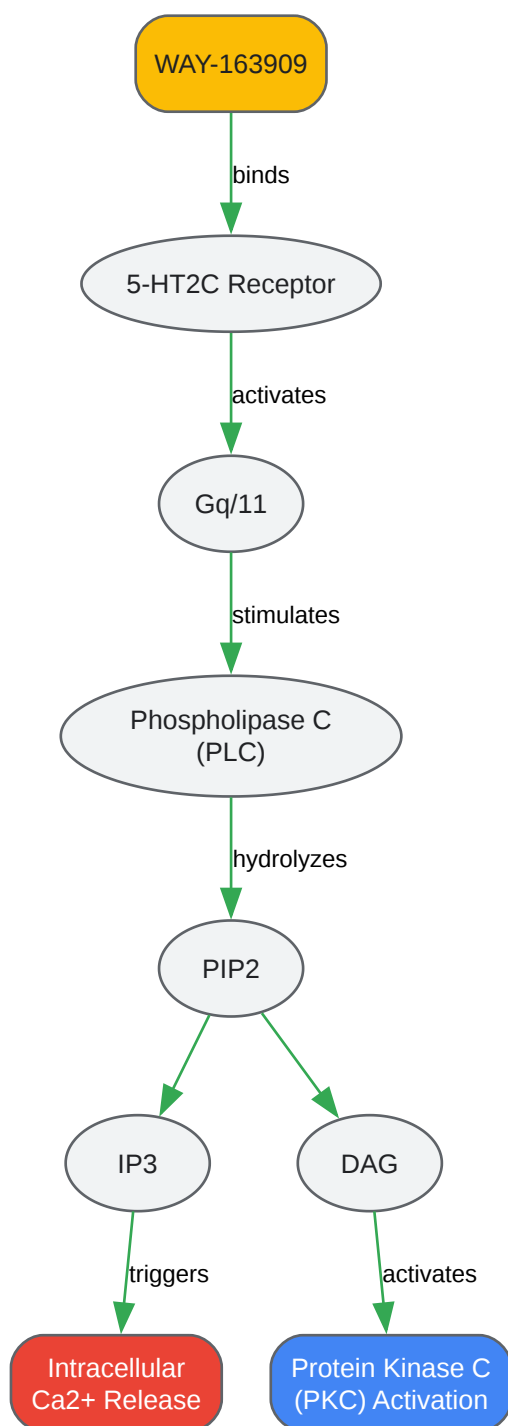 WAY-163909
binds
5-HT2C Receptor
activates
Gq/11
stimulates
Phospholipase C
(PLC)
hydrolyzes
PIP2
IP3
DAG
triggers
activates
Intracellular
Ca2+ Release
Protein Kinase C
(PKC) Activation